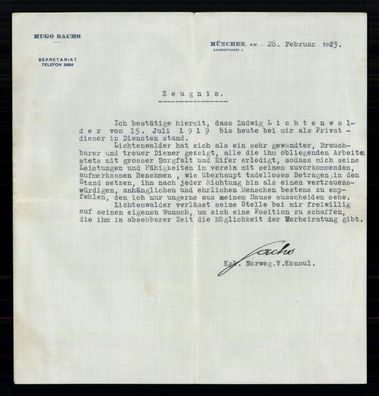 HUGO SACHS
SEKRETARIAT
MÜNCHEN, AM 28. Februar 1923.
Zeugnis.
Ich bestätige hiermit, dass Ludwig Lichtenwal-
der vom 15. Juli 1919 bis heute bei mir als Privat-
diener in Diensten stand.
Lichtenwalder hat sich als ein sehr gewandter, Brauch-
barer und treuer Diener gezeigt, alle die ihm obliegenden Arbeiten
stets mit grosser Sorgfalt und Eifer erledigt, sodass mich seine
Leistungen und Fähigkeiten im verein mit seinem zuvorkommenden,
aufmerksamen Benehmen , wie überhaupt tadelloses Betragen,in den
Stand setzen, ihn nach jeder Richtung hin als einen vertrauens-
würdigen, anhänglichen und ehrlichen Menschen bestens zu emp-
fehlen, den ich nur ungerne aus meinem Hause ausscheiden sehe.
Lichtenwalder verlässt seine Stelle bei mir freiwillig
auf seinen eigenen Wunsch, um sich eine Position zu schaffen,
die ihm in absehbarer Zeit die Möglichkeit der Verheiratung gibt.
Sachs
Kgl. Norweg.V.Konsul.